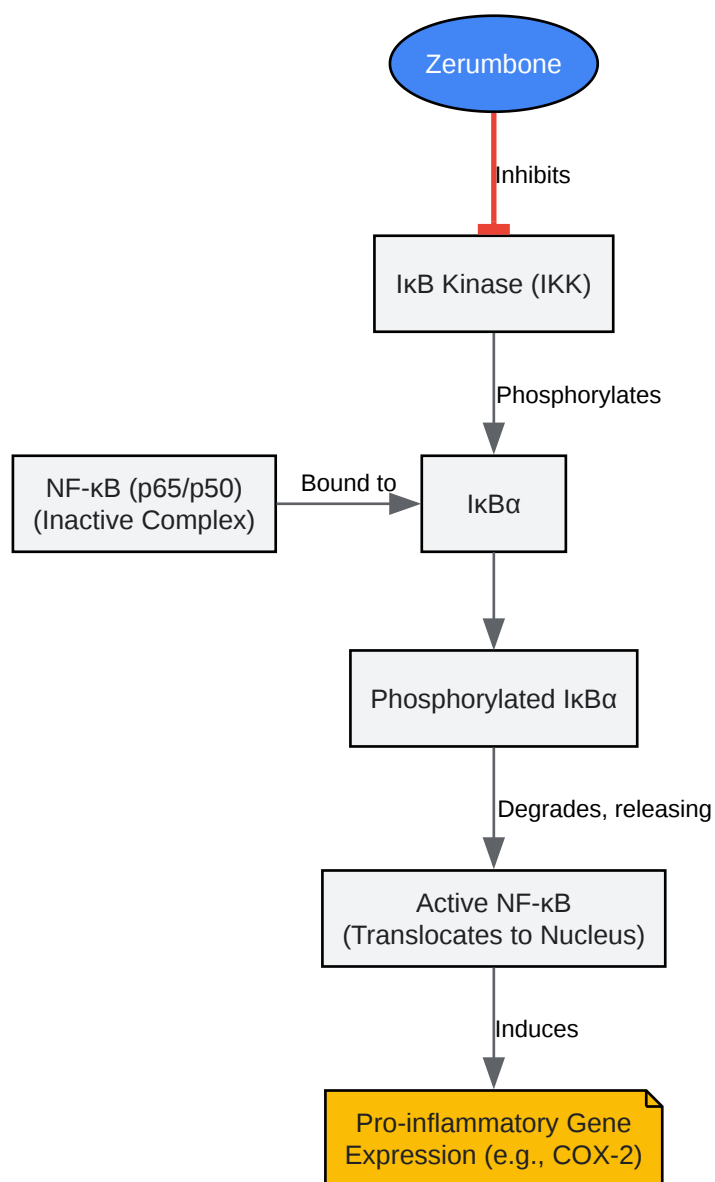 Zerumbone
Inhibits
IκB Kinase (IKK)
Phosphorylates
NF-κB (p65/p50)
(Inactive Complex)
Bound to
IκBα
Phosphorylated IκBα
Degrades, releasing
Active NF-κB
(Translocates to Nucleus)
Induces
Pro-inflammatory Gene
Expression (e.g., COX-2)